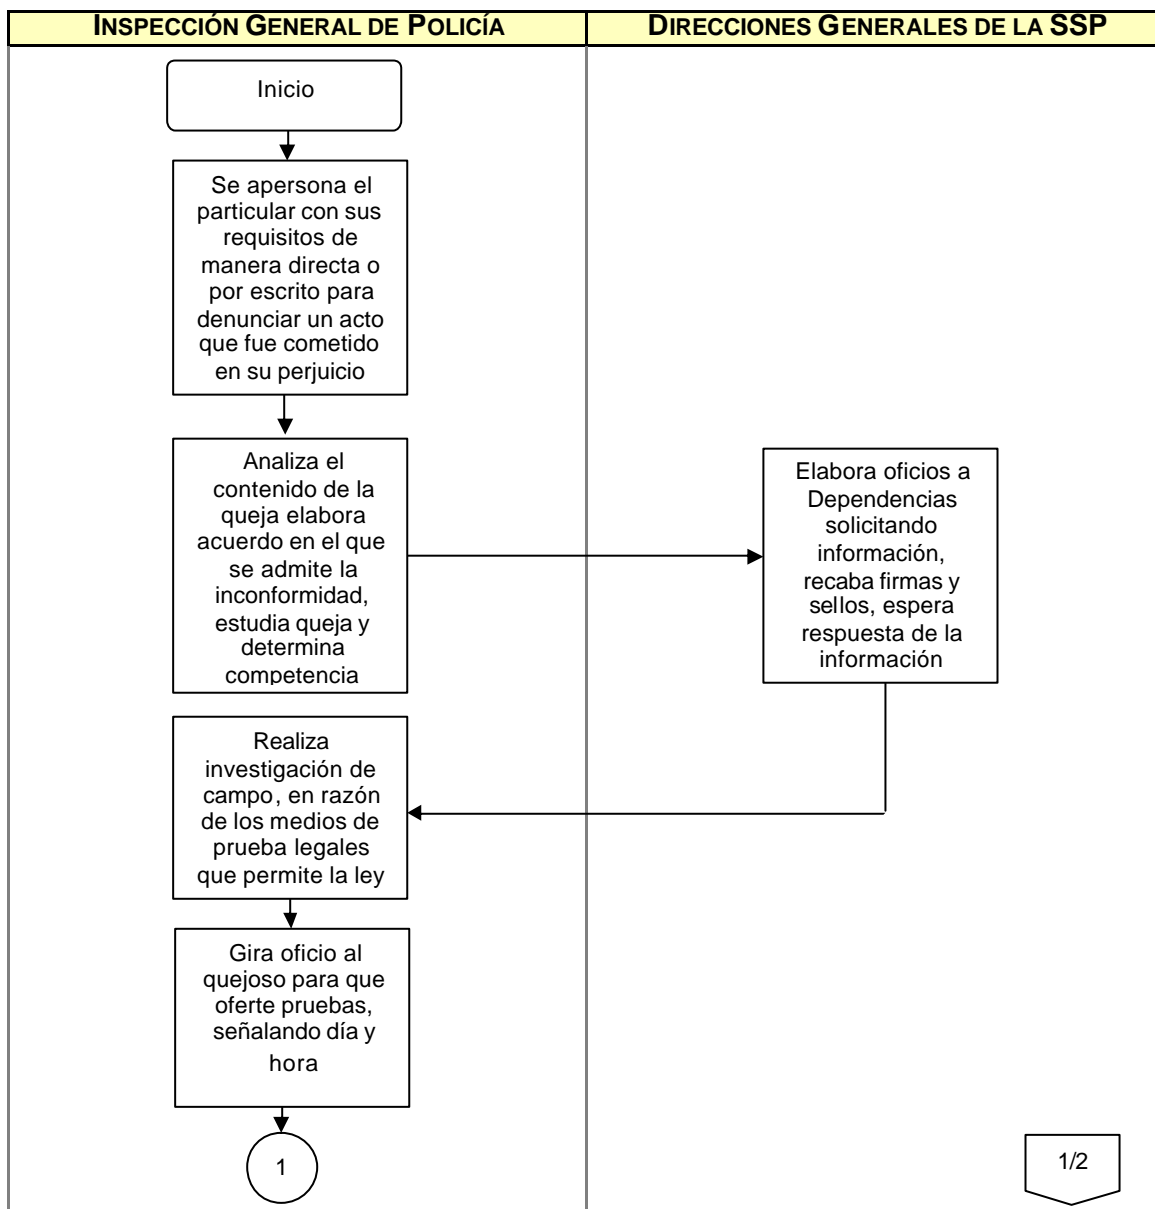 INSPECCIÓN GENERAL DE POLICÍA
DIRECCIONES GENERALES DE LA SSP
Inicio
Se apersona el
particular con sus
requisitos de
manera directa o
por escrito para
denunciar un acto
que fue cometido
en su perjuicio
Analiza el
contenido de la
queja elabora
acuerdo en el que
se admite la
inconformidad,
estudia queja y
determina
competencia
Elabora oficios a
Dependencias
solicitando
información,
recaba firmas y
sellos, espera
respuesta de la
información
Realiza
investigación de
campo, en razón
de los medios de
prueba legales
que permite la ley
Gira oficio al
quejoso para que
oferte pruebas,
señalando día y
hora
1
1/2